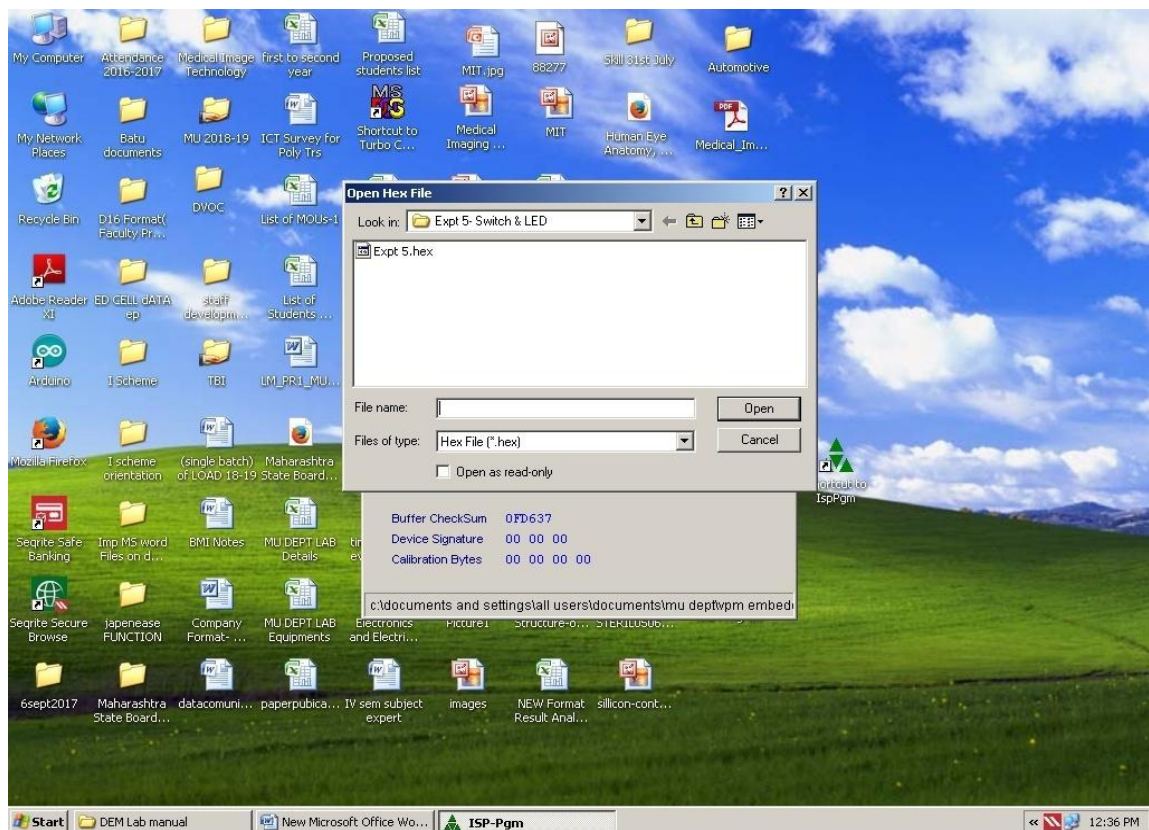 My Computer
Attendance 2016-2017
Medical Image Technology
first to second year
Proposed students list
MIT.jpg
88277
Skill 31st July
Automotive
My Network Places
Batu documents
MU 2018-19
ICT Survey for Poly Trs
MS
Shortcut to Turbo C...
Medical Imaging ...
MIT
Human Eye Anatomy, ...
PDF
Medical_Im...
Recycle Bin
D16 Format( Faculty Pr...
DVOC
List of MOUs-1
Adobe Reader XI
ED CELL dATA ep
staff developm...
List of Students ...
Arduino
I Scheme
TBI
LM_PR1_MU...
Mozilla Firefox
I scheme orientation
(single batch) of LOAD 18-19
Maharashtra State Board...
Open Hex File
Look in:
Expt 5- Switch & LED
Expt 5.hex
File name:
Open
Files of type:
Hex File (*.hex)
Cancel
Open as read-only
IspPgm
Seqrite Safe Banking
Imp MS word Files on d...
BMI Notes
MU DEPT LAB Details
Buffer CheckSum 0FD637
Device Signature 00 00 00
Calibration Bytes 00 00 00 00
c:\documents and settings\all users\documents\mu dept\vpm embed
Seqrite Secure Browse
japenease FUNCTION
Company Format- ...
MU DEPT LAB Equipments
Electronics and Electri...
Picture1
Structure-o...
6sept2017
Maharashtra State Board...
datacomuni...
paperpubica...
IV sem subject expert
images
NEW Format Result Anal...
sillicon-cont...
Start
DEM Lab manual
New Microsoft Office Wo...
ISP-Pgm
12:36 PM